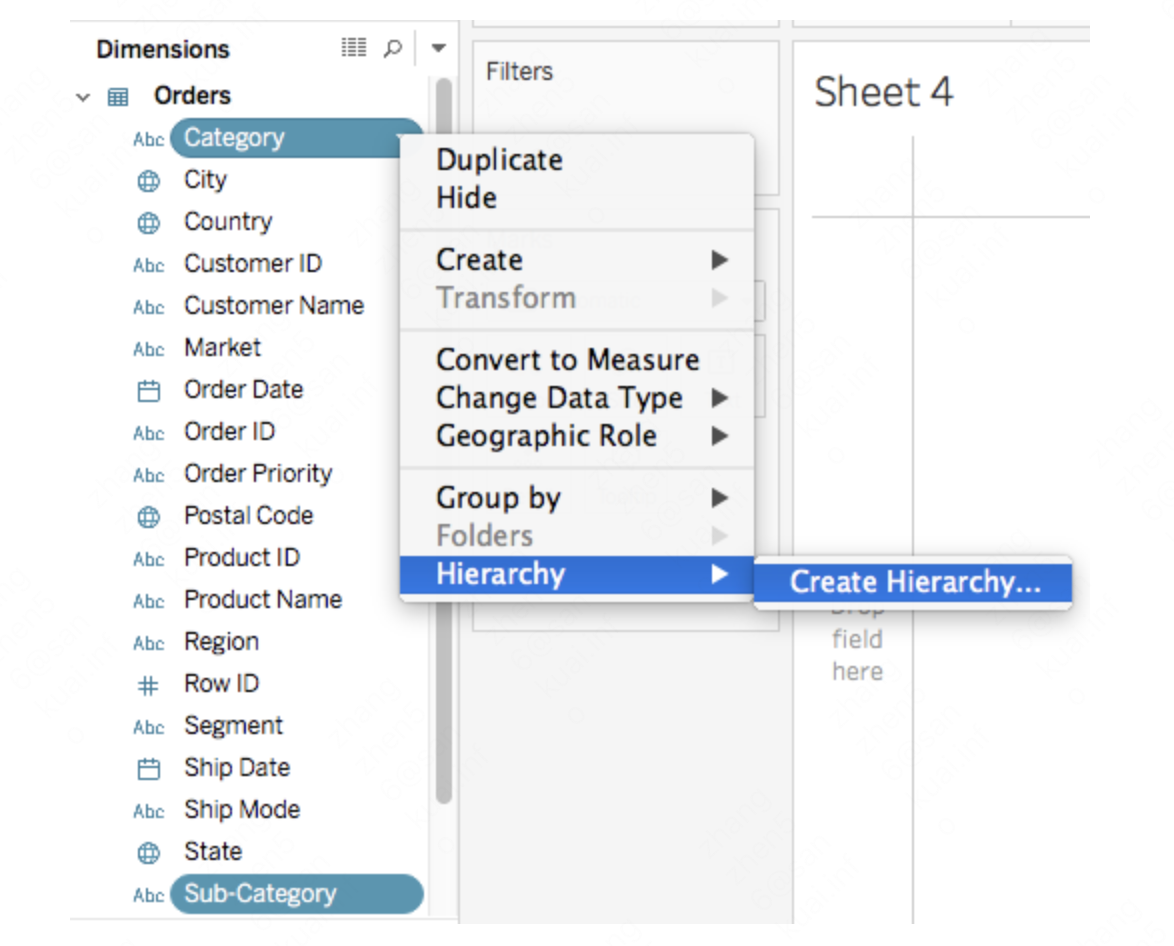 Dimensions
Orders
Abc Category
City
Country
Abc Customer ID
Abc Customer Name
Abc Market
Order Date
Abc Order ID
Abc Order Priority
Postal Code
Abc Product ID
Abc Product Name
Abc Region
# Row ID
Abc Segment
Ship Date
Abc Ship Mode
State
Abc Sub-Category
Filters
Duplicate
Hide
Create
Transform
Convert to Measure
Change Data Type
Geographic Role
Group by
Folders
Hierarchy
Create Hierarchy...
Sheet 4
Drop
field
here